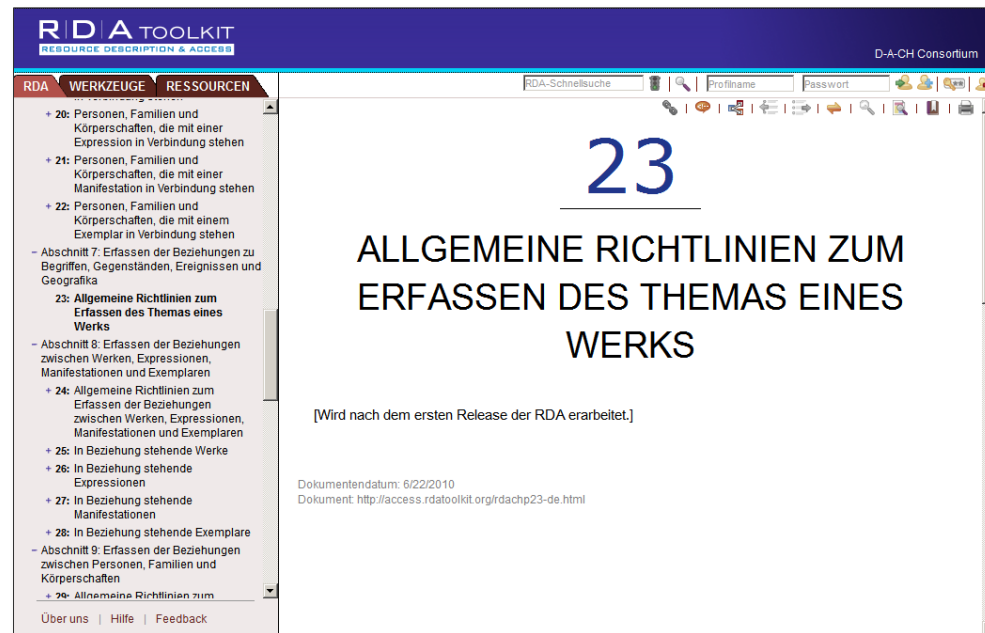 R|D|A TOOLKIT
RESOURCE DESCRIPTION & ACCESS
D-A-CH Consortium
RDA WERKZEUGE RESSOURCEN
RDA-Schnellsuche Profilname Passwort
in Verbindung stehen
+ 20: Personen, Familien und
Körperschaften, die mit einer
Expression in Verbindung stehen
+ 21: Personen, Familien und
Körperschaften, die mit einer
Manifestation in Verbindung stehen
+ 22: Personen, Familien und
Körperschaften, die mit einem
Exemplar in Verbindung stehen
– Abschnitt 7: Erfassen der Beziehungen zu
Begriffen, Gegenständen, Ereignissen und
Geografika
23: Allgemeine Richtlinien zum
Erfassen des Themas eines
Werks
– Abschnitt 8: Erfassen der Beziehungen
zwischen Werken, Expressionen,
Manifestationen und Exemplaren
+ 24: Allgemeine Richtlinien zum
Erfassen der Beziehungen
zwischen Werken, Expressionen,
Manifestationen und Exemplaren
+ 25: In Beziehung stehende Werke
+ 26: In Beziehung stehende
Expressionen
+ 27: In Beziehung stehende
Manifestationen
+ 28: In Beziehung stehende Exemplare
– Abschnitt 9: Erfassen der Beziehungen
zwischen Personen, Familien und
Körperschaften
+ 29: Allgemeine Richtlinien zum
Über uns | Hilfe | Feedback
23
ALLGEMEINE RICHTLINIEN ZUM
ERFASSEN DES THEMAS EINES
WERKS
[Wird nach dem ersten Release der RDA erarbeitet.]
Dokumentendatum: 6/22/2010
Dokument: http://access.rdatoolkit.org/rdachp23-de.html